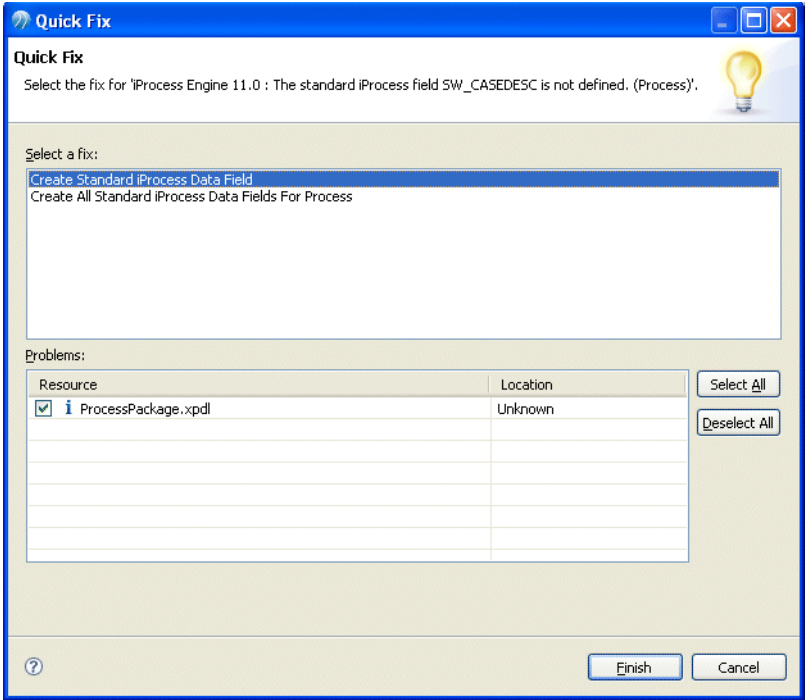 Quick Fix
Quick Fix
Select the fix for 'iProcess Engine 11.0 : The standard iProcess field SW_CASEDESC is not defined. (Process)'.
Select a fix:
Create Standard iProcess Data Field
Create All Standard iProcess Data Fields For Process
Problems:
Resource Location
i ProcessPackage.xpdl Unknown
Select All
Deselect All
? Finish Cancel